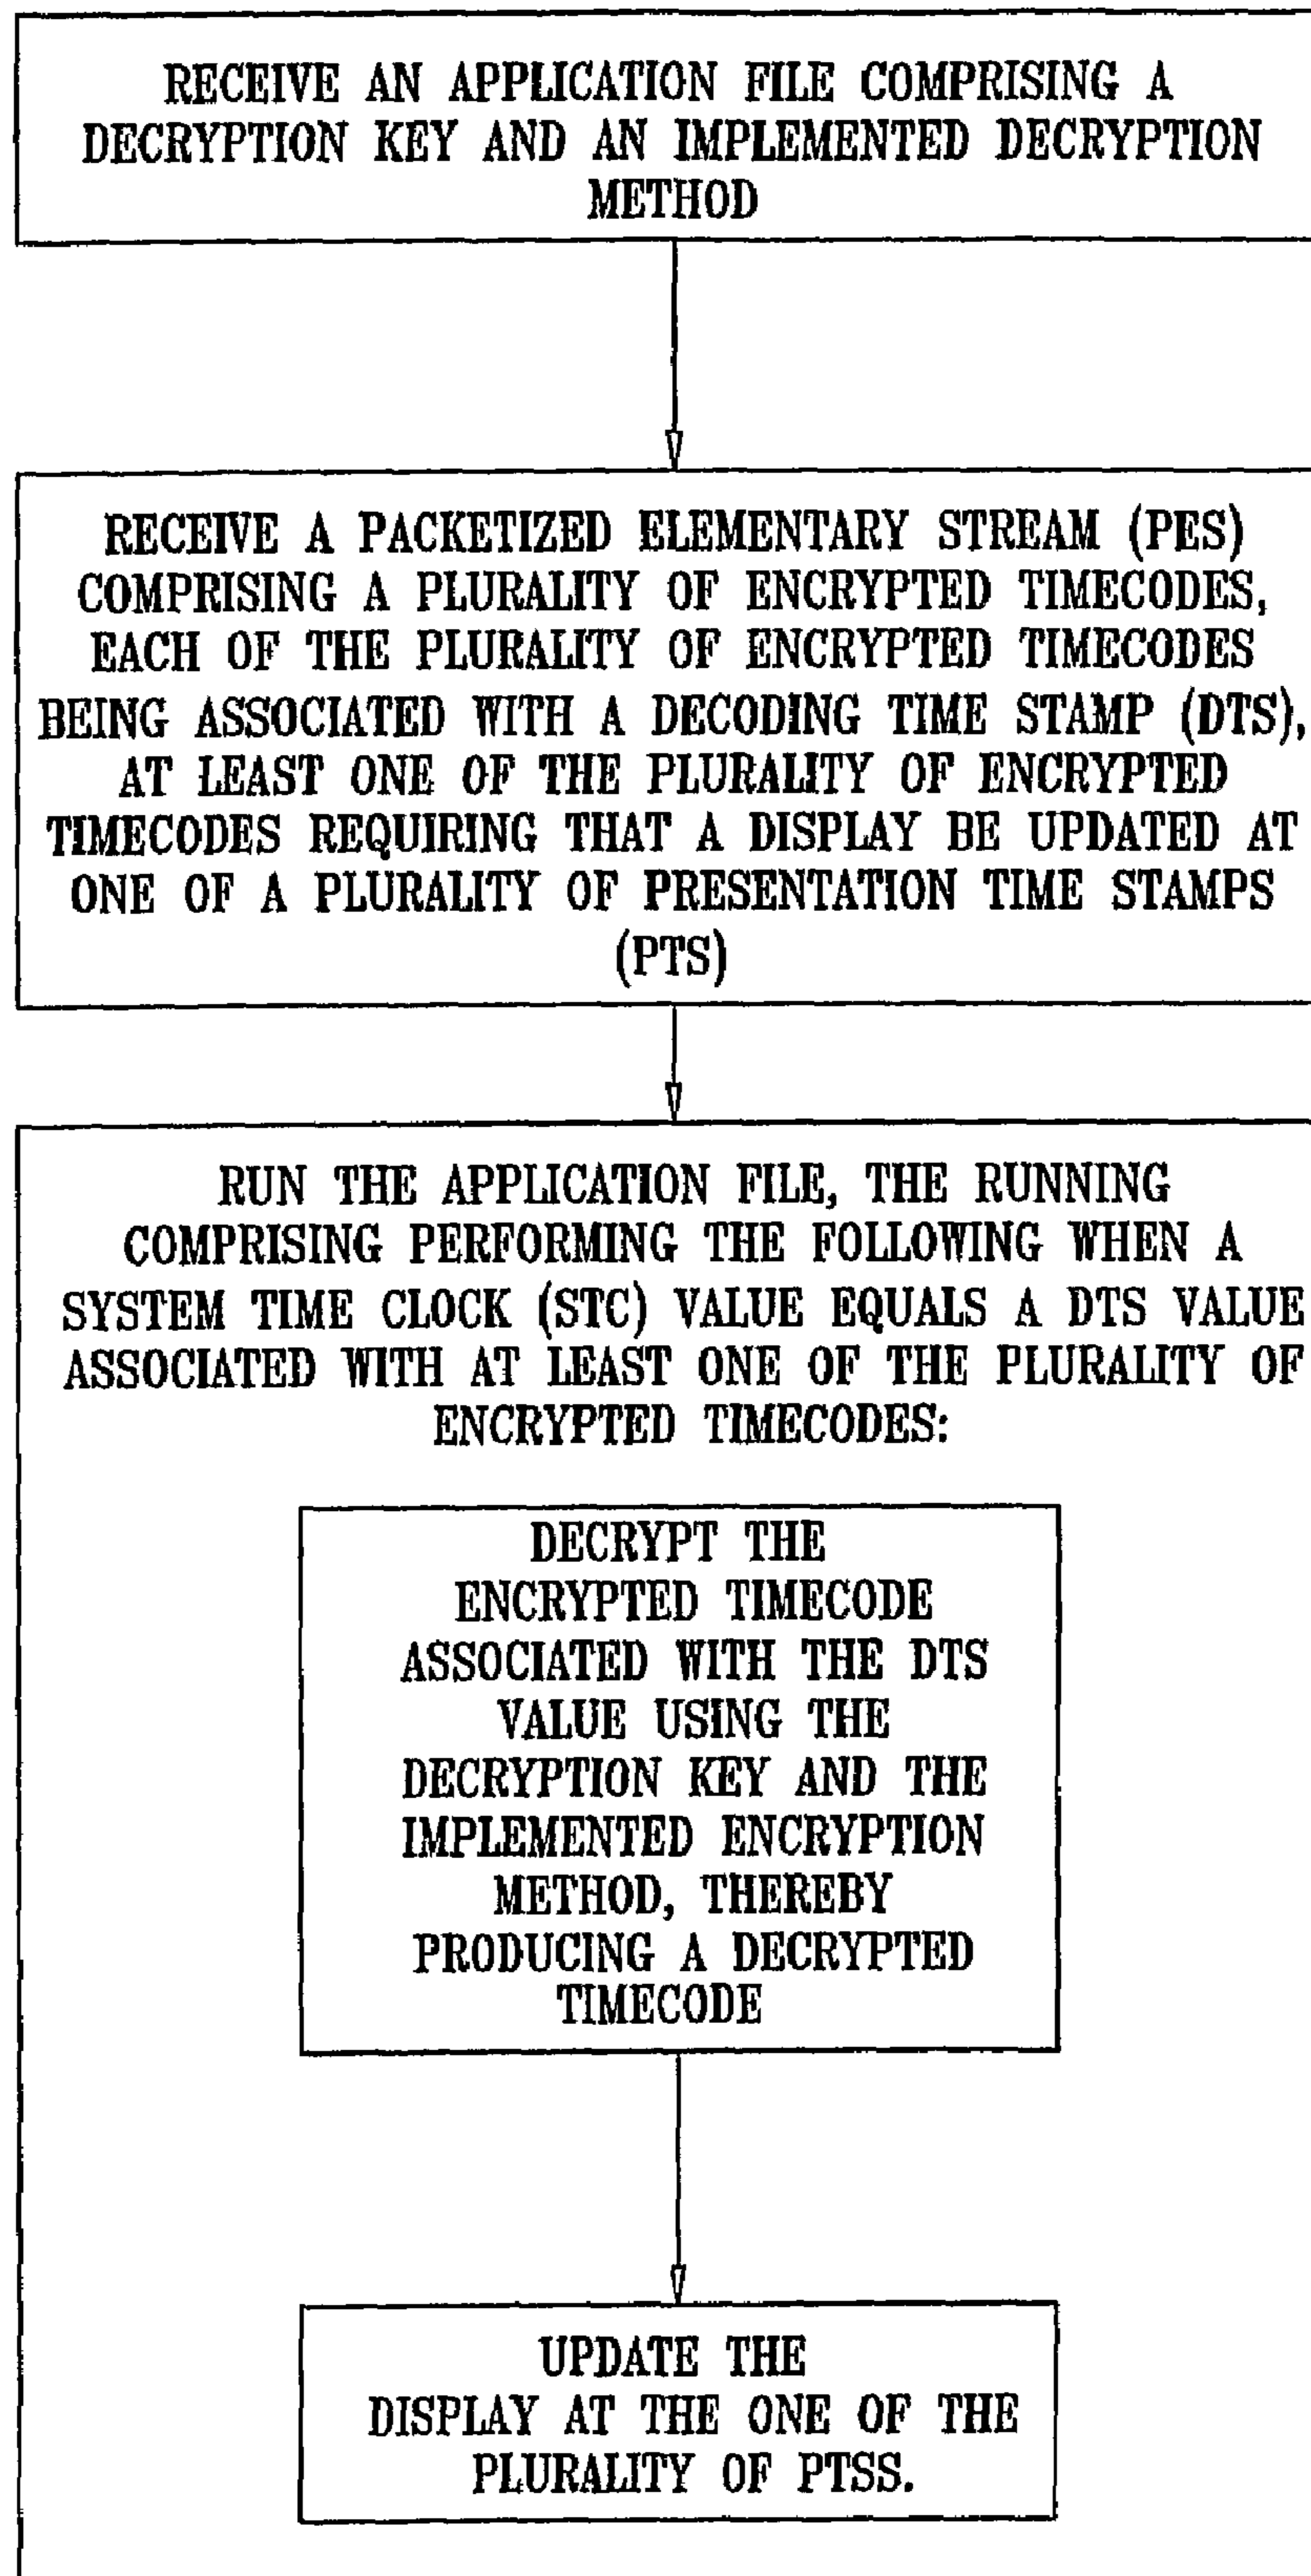 RECEIVE AN APPLICATION FILE COMPRISING A
DECRYPTION KEY AND AN IMPLEMENTED DECRYPTION
METHOD
RECEIVE A PACKETIZED ELEMENTARY STREAM (PES)
COMPRISING A PLURALITY OF ENCRYPTED TIMECODES,
EACH OF THE PLURALITY OF ENCRYPTED TIMECODES
BEING ASSOCIATED WITH A DECODING TIME STAMP (DTS),
AT LEAST ONE OF THE PLURALITY OF ENCRYPTED
TIMECODES REQUIRING THAT A DISPLAY BE UPDATED AT
ONE OF A PLURALITY OF PRESENTATION TIME STAMPS
(PTS)
RUN THE APPLICATION FILE, THE RUNNING
COMPRISING PERFORMING THE FOLLOWING WHEN A
SYSTEM TIME CLOCK (STC) VALUE EQUALS A DTS VALUE
ASSOCIATED WITH AT LEAST ONE OF THE PLURALITY OF
ENCRYPTED TIMECODES:
DECRYPT THE
ENCRYPTED TIMECODE
ASSOCIATED WITH THE DTS
VALUE USING THE
DECRYPTION KEY AND THE
IMPLEMENTED ENCRYPTION
METHOD, THEREBY
PRODUCING A DECRYPTED
TIMECODE
UPDATE THE
DISPLAY AT THE ONE OF THE
PLURALITY OF PTSS.